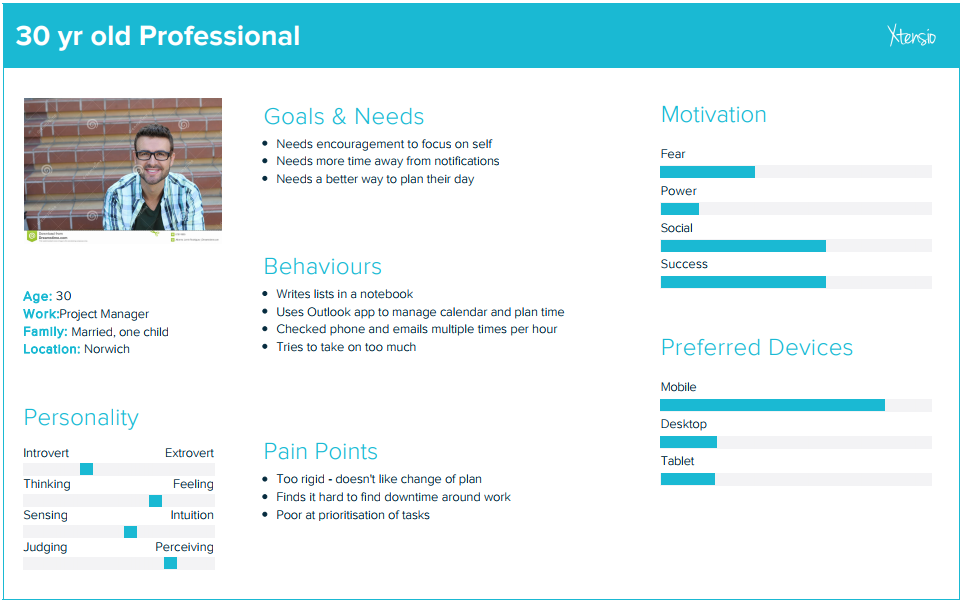 30 yr old Professional
Xtensio
Age: 30
Work:Project Manager
Family: Married, one child
Location: Norwich
Personality
Introvert Extrovert
Thinking Feeling
Sensing Intuition
Judging Perceiving
Goals & Needs
Needs encouragement to focus on self
Needs more time away from notifications
Needs a better way to plan their day
Behaviours
Writes lists in a notebook
Uses Outlook app to manage calendar and plan time
Checked phone and emails multiple times per hour
Tries to take on too much
Pain Points
Too rigid - doesn't like change of plan
Finds it hard to find downtime around work
Poor at prioritisation of tasks
Motivation
Fear
Power
Social
Success
Preferred Devices
Mobile
Desktop
Tablet